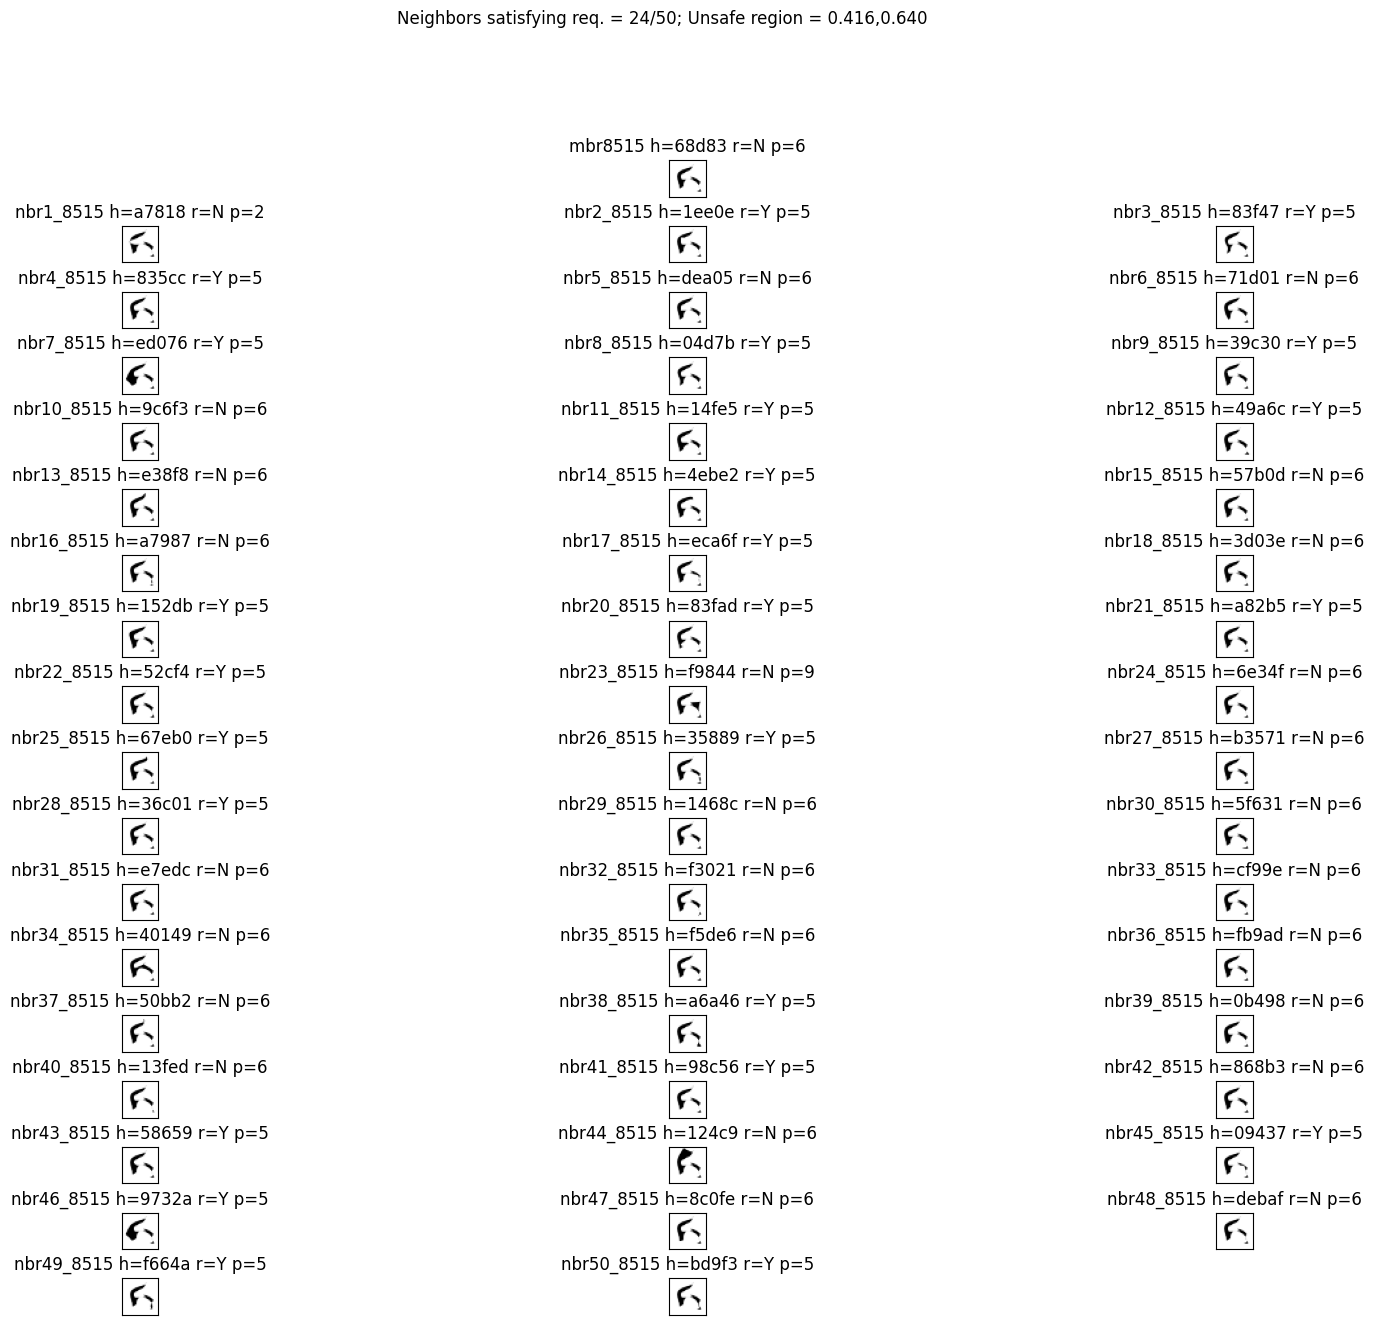 Neighbors satisfying req. = 24/50; Unsafe region = 0.416,0.640
mbr8515 h=68d83 r=N p=6
nbr1_8515 h=a7818 r=N p=2 nbr2_8515 h=1ee0e r=Y p=5 nbr3_8515 h=83f47 r=Y p=5
nbr4_8515 h=835cc r=Y p=5 nbr5_8515 h=dea05 r=N p=6 nbr6_8515 h=71d01 r=N p=6
nbr7_8515 h=ed076 r=Y p=5 nbr8_8515 h=04d7b r=Y p=5 nbr9_8515 h=39c30 r=Y p=5
nbr10_8515 h=9c6f3 r=N p=6 nbr11_8515 h=14fe5 r=Y p=5 nbr12_8515 h=49a6c r=Y p=5
nbr13_8515 h=e38f8 r=N p=6 nbr14_8515 h=4ebe2 r=Y p=5 nbr15_8515 h=57b0d r=N p=6
nbr16_8515 h=a7987 r=N p=6 nbr17_8515 h=eca6f r=Y p=5 nbr18_8515 h=3d03e r=N p=6
nbr19_8515 h=152db r=Y p=5 nbr20_8515 h=83fad r=Y p=5 nbr21_8515 h=a82b5 r=Y p=5
nbr22_8515 h=52cf4 r=Y p=5 nbr23_8515 h=f9844 r=N p=9 nbr24_8515 h=6e34f r=N p=6
nbr25_8515 h=67eb0 r=Y p=5 nbr26_8515 h=35889 r=Y p=5 nbr27_8515 h=b3571 r=N p=6
nbr28_8515 h=36c01 r=Y p=5 nbr29_8515 h=1468c r=N p=6 nbr30_8515 h=5f631 r=N p=6
nbr31_8515 h=e7edc r=N p=6 nbr32_8515 h=f3021 r=N p=6 nbr33_8515 h=cf99e r=N p=6
nbr34_8515 h=40149 r=N p=6 nbr35_8515 h=f5de6 r=N p=6 nbr36_8515 h=fb9ad r=N p=6
nbr37_8515 h=50bb2 r=N p=6 nbr38_8515 h=a6a46 r=Y p=5 nbr39_8515 h=0b498 r=N p=6
nbr40_8515 h=13fed r=N p=6 nbr41_8515 h=98c56 r=Y p=5 nbr42_8515 h=868b3 r=N p=6
nbr43_8515 h=58659 r=Y p=5 nbr44_8515 h=124c9 r=N p=6 nbr45_8515 h=09437 r=Y p=5
nbr46_8515 h=9732a r=Y p=5 nbr47_8515 h=8c0fe r=N p=6 nbr48_8515 h=debaf r=N p=6
nbr49_8515 h=f664a r=Y p=5 nbr50_8515 h=bd9f3 r=Y p=5